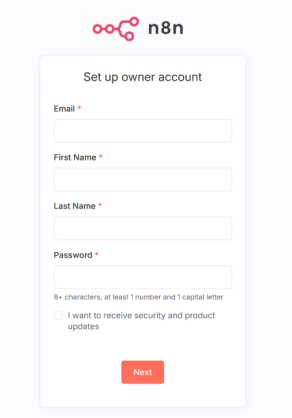 n8n
Set up owner account
Email *
First Name *
Last Name *
Password *
8+ characters, at least 1 number and 1 capital letter
I want to receive security and product
updates
Next